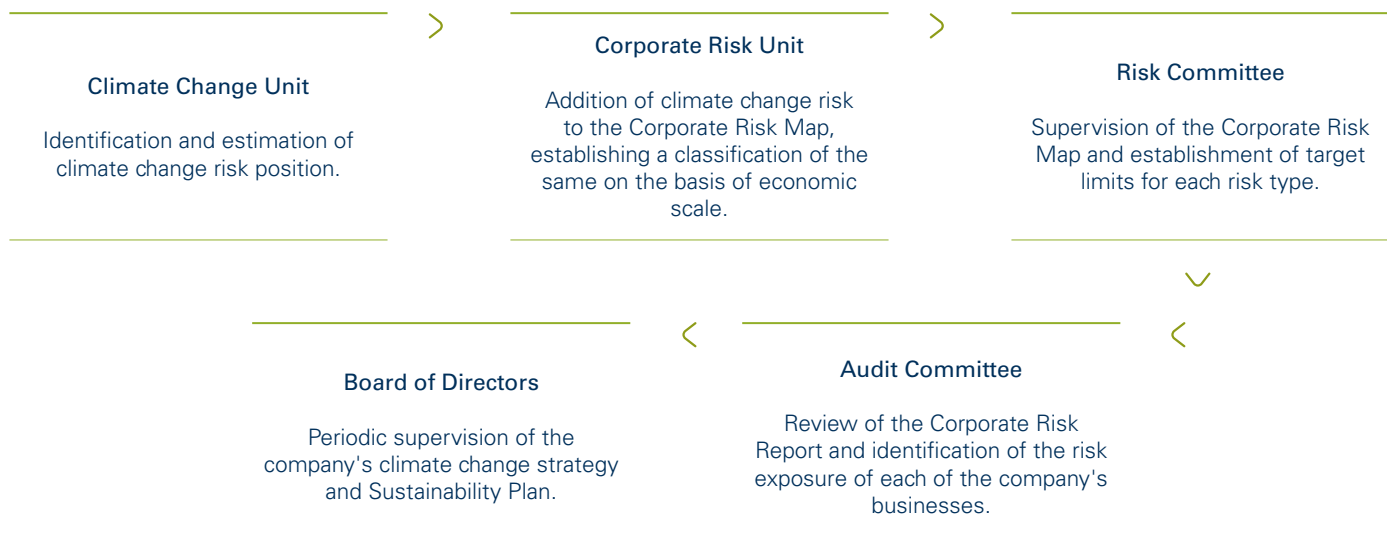 Climate Change Unit
Identification and estimation of
climate change risk position.
Corporate Risk Unit
Addition of climate change risk
to the Corporate Risk Map,
establishing a classification of the
same on the basis of economic
scale.
Risk Committee
Supervision of the Corporate Risk
Map and establishment of target
limits for each risk type.
Audit Committee
Review of the Corporate Risk
Report and identification of the risk
exposure of each of the company's
businesses.
Board of Directors
Periodic supervision of the
company's climate change strategy
and Sustainability Plan.